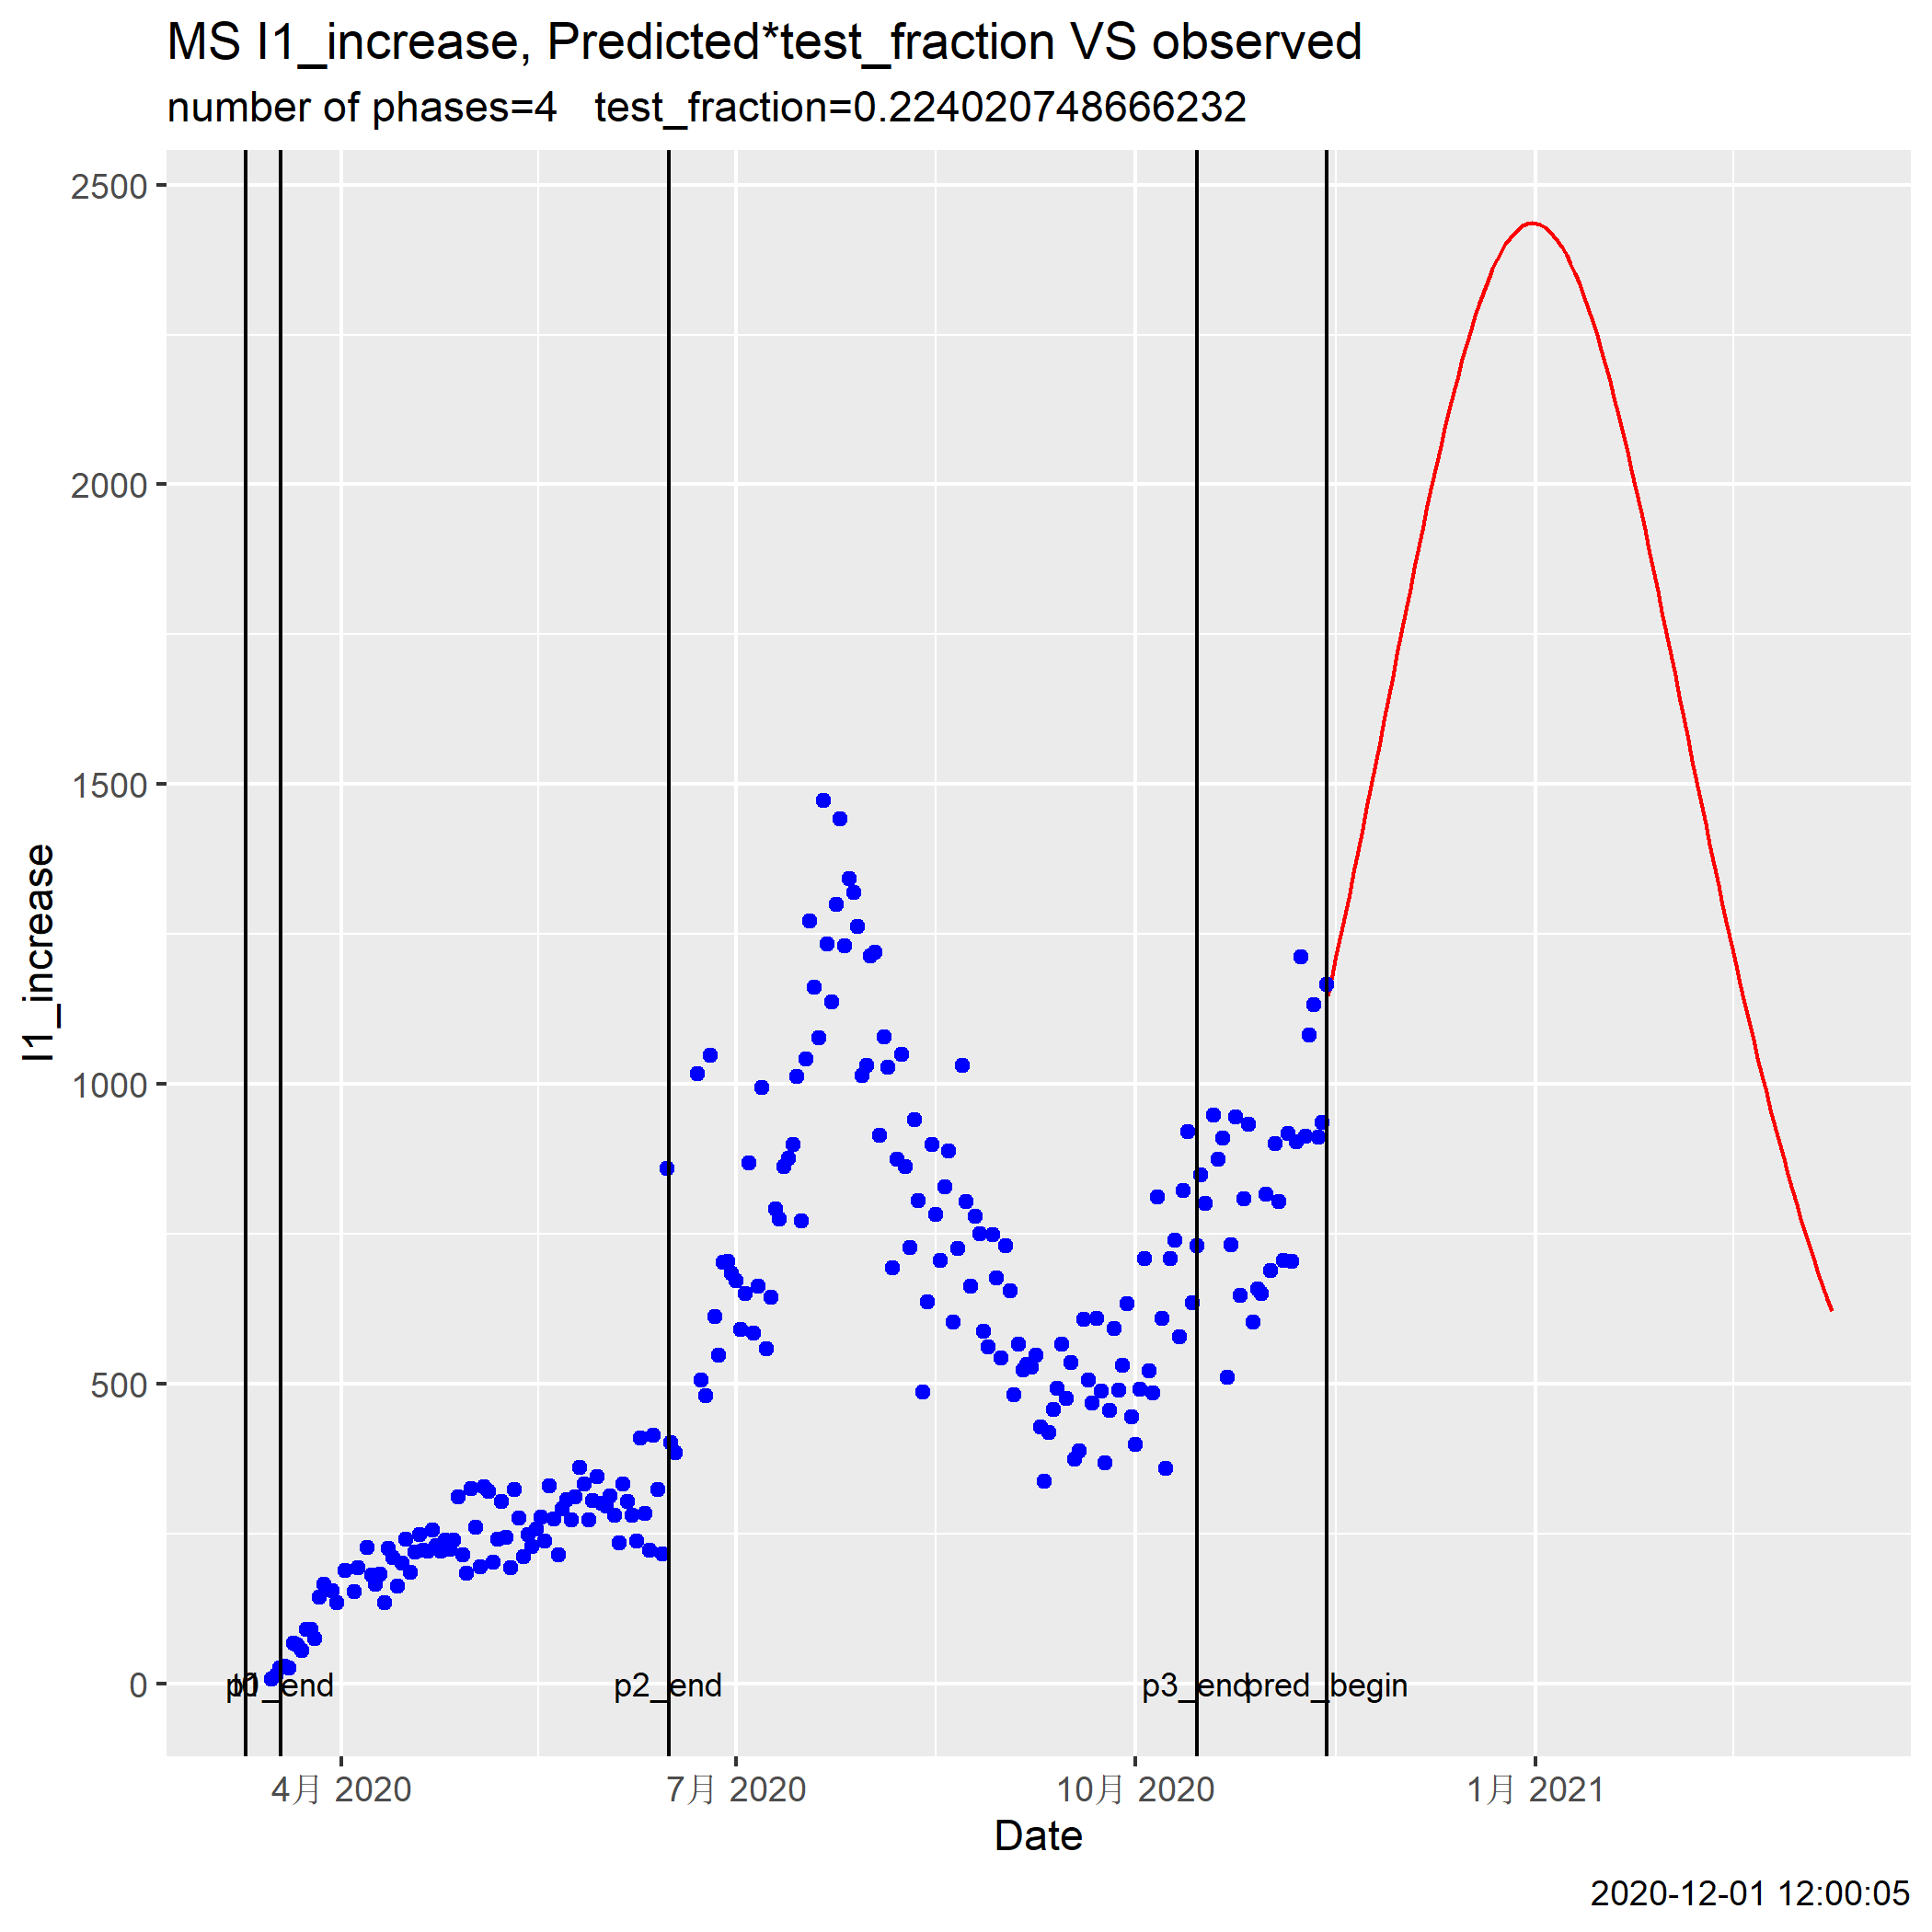 MS I1_increase, Predicted*test_fraction VS observed
number of phases=4 test_fraction=0.224020748666232
I1_increase
2500
2000
1500
1000
500
0
p1_end
p2_end
p3_end
pred_begin
4月 2020
7月 2020
10月 2020
1月 2021
Date
2020-12-01 12:00:05